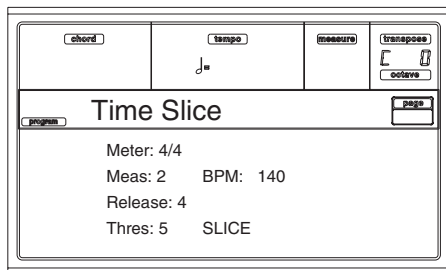 chord tempo measure transpose
♩= C 0
octave
program Time Slice page
Meter: 4/4
Meas: 2 BPM: 140
Release: 4
Thres: 5 SLICE